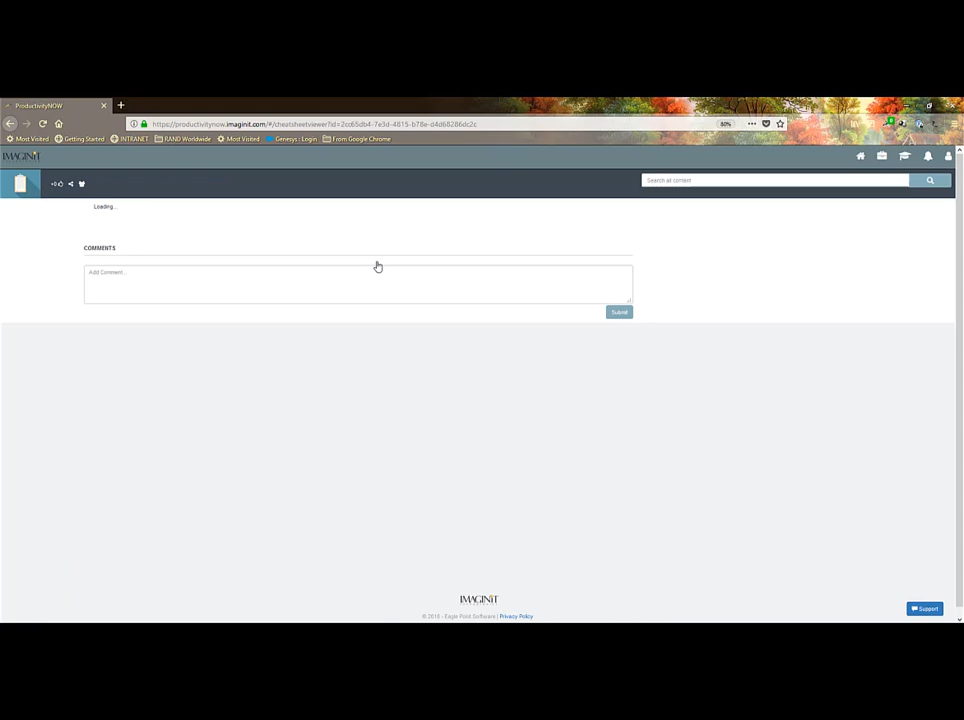 ProductivityNOW
https://productivitynow.imaginit.com/#/cheatsheetviewer?id=2cc65db4-7e3d-4815-b78e-d4d68286dc2c
80%
Most Visited
Getting Started
INTRANET
RAND Worldwide
Most Visited
Genesys : Login
From Google Chrome
IMAGINiT
+0
Search all content
Loading...
COMMENTS
Add Comment...
Submit
IMAGINiT
© 2018 - Eagle Point Software | Privacy Policy
Support